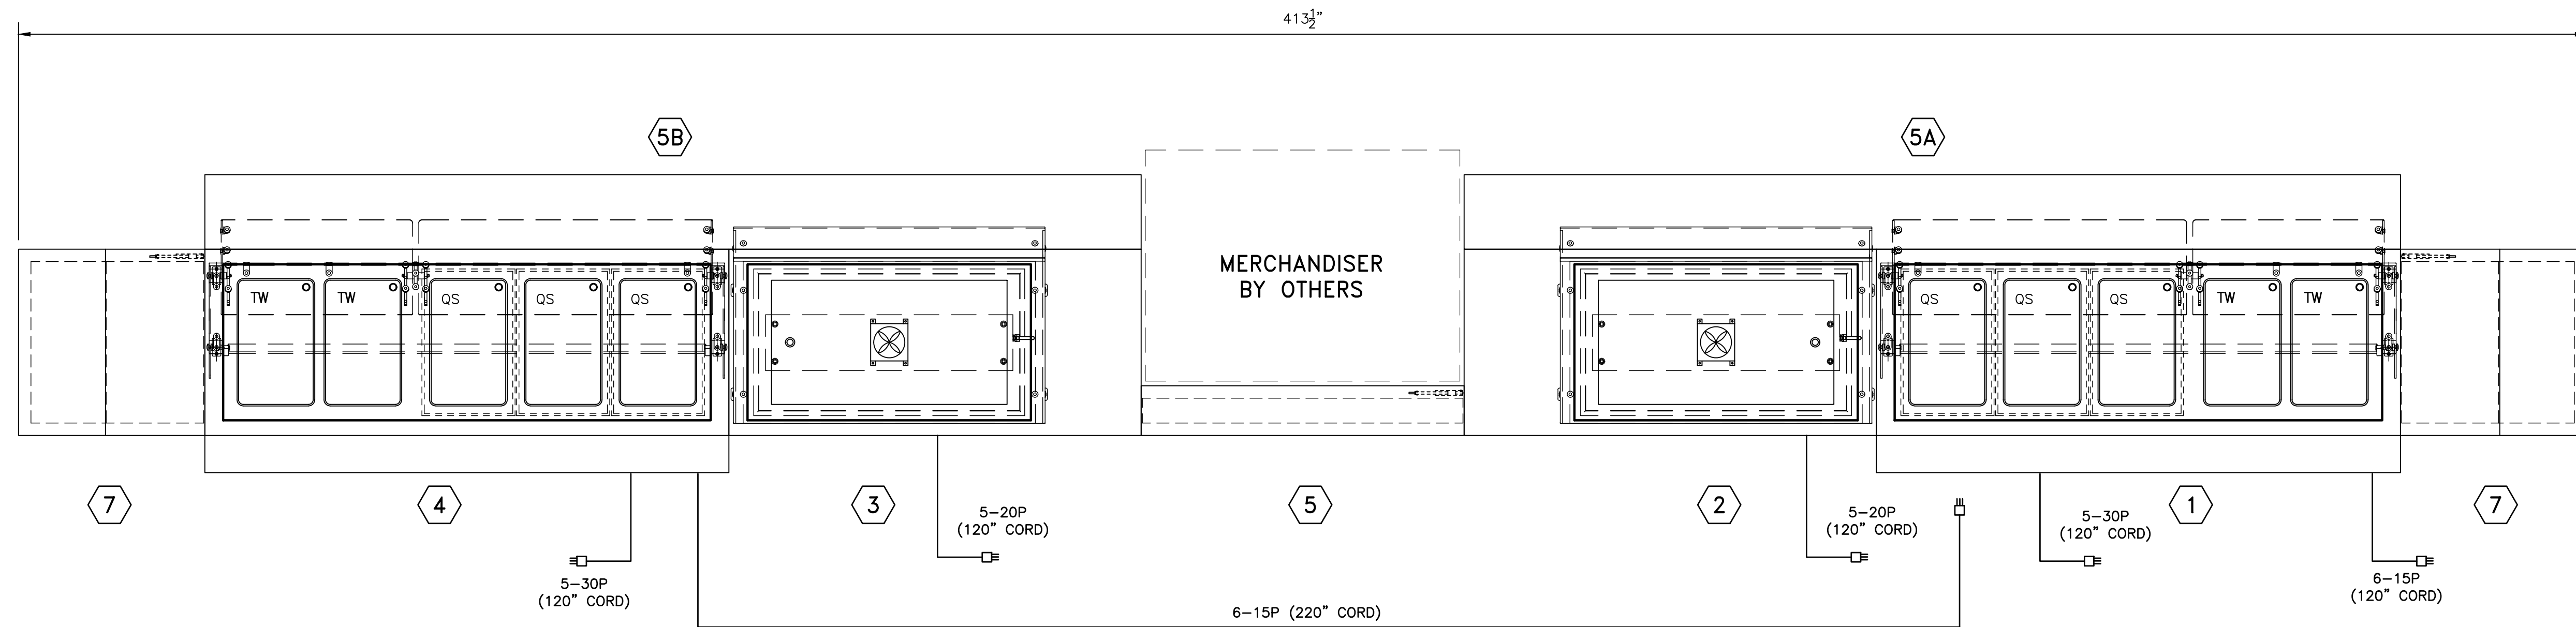 413½"
5B
5A
MERCHANDISER
BY OTHERS
TW
TW
QS
QS
QS
QS
QS
QS
TW
TW
7
4
3
5
2
1
7
5-20P
(120" CORD)
5-20P
(120" CORD)
5-30P
(120" CORD)
5-30P
(120" CORD)
6-15P
(120" CORD)
6-15P (220" CORD)